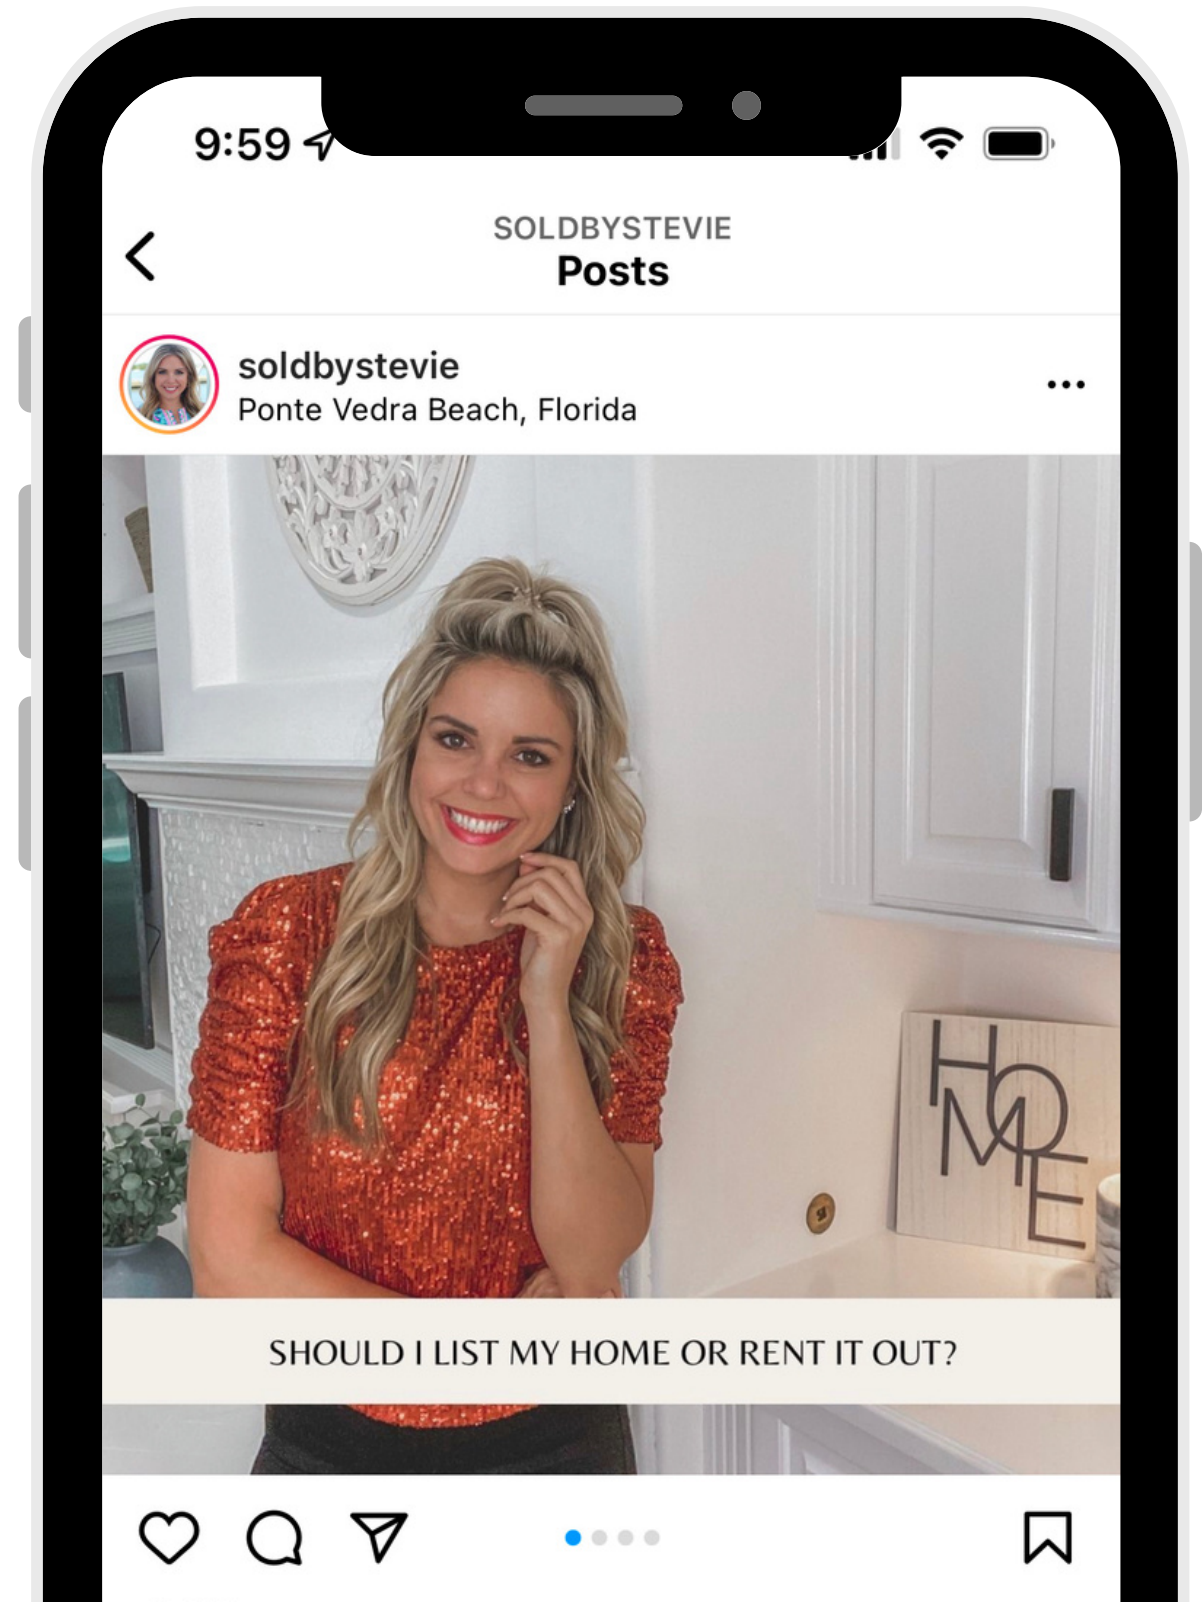 9:59
SOLDBYSTEVIE
Posts
soldbystevie
Ponte Vedra Beach, Florida
HOME
SHOULD I LIST MY HOME OR RENT IT OUT?